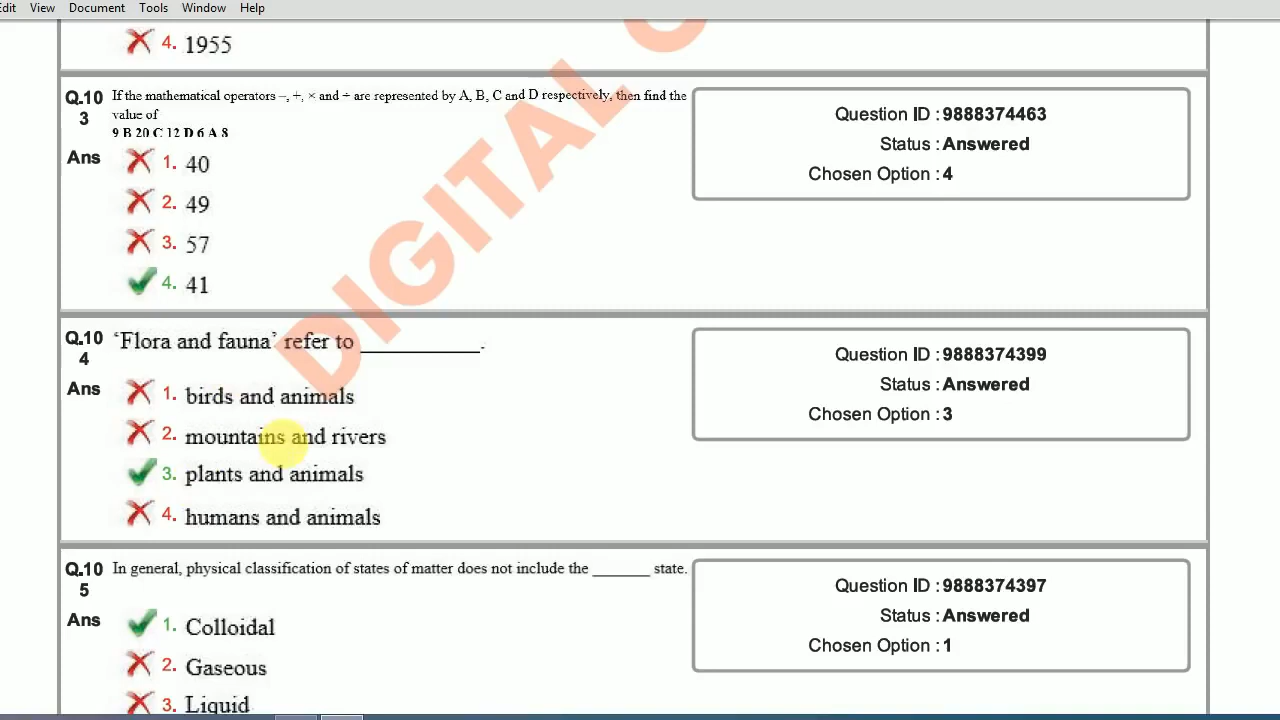 Edit View Document Tools Window Help
4. 1955
Q.10 3 If the mathematical operators –, +, × and ÷ are represented by A, B, C and D respectively, then find the
value of
9 B 20 C 12 D 6 A 8
Question ID : 9888374463
Status : Answered
Chosen Option : 4
Ans
1. 40
2. 49
3. 57
4. 41
Q.10 4 ‘Flora and fauna’ refer to ___________.
Question ID : 9888374399
Status : Answered
Chosen Option : 3
Ans
1. birds and animals
2. mountains and rivers
3. plants and animals
4. humans and animals
Q.10 5 In general, physical classification of states of matter does not include the _______ state.
Question ID : 9888374397
Status : Answered
Chosen Option : 1
Ans
1. Colloidal
2. Gaseous
3. Liquid
DIGITAL